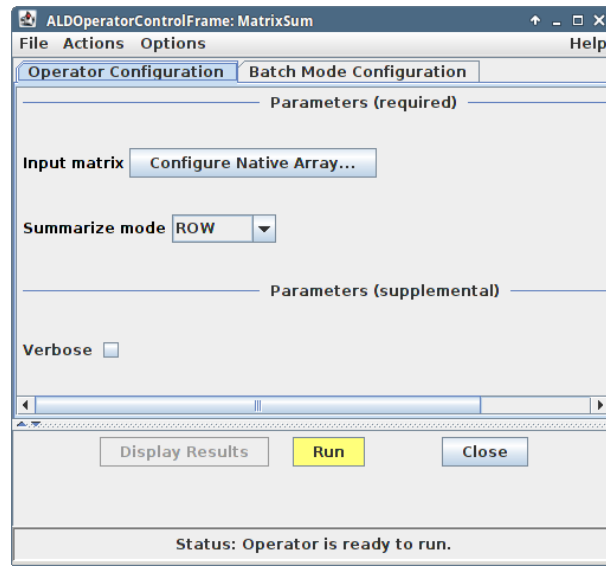 ALDOperatorControlFrame: MatrixSum
File Actions Options Help
Operator Configuration Batch Mode Configuration
Parameters (required)
Input matrix Configure Native Array...
Summarize mode ROW
Parameters (supplemental)
Verbose
Display Results Run Close
Status: Operator is ready to run.